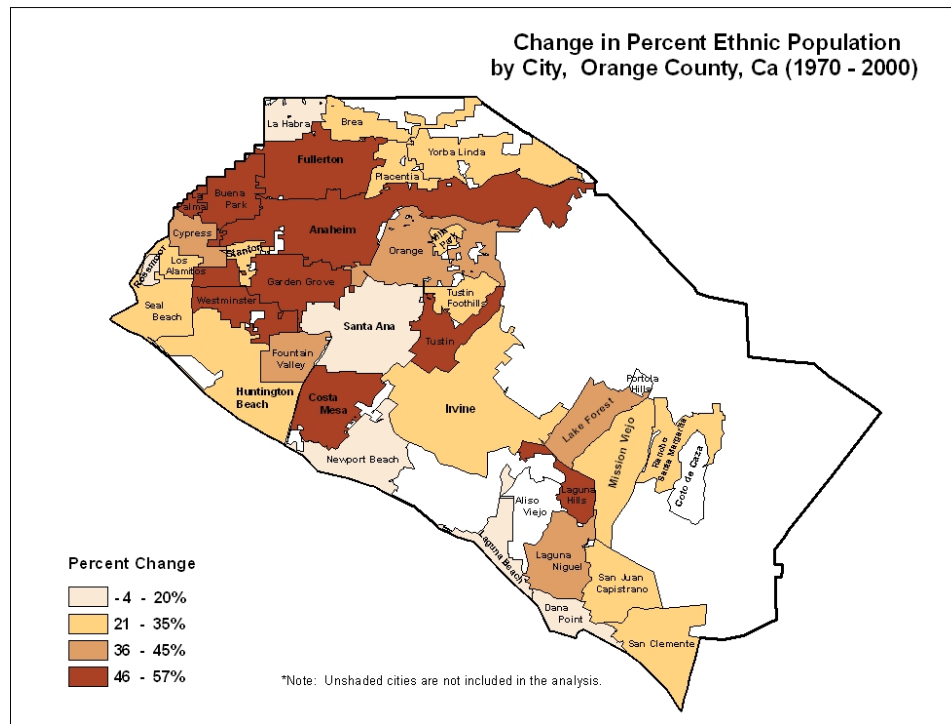 Change in Percent Ethnic Population
by City, Orange County, Ca (1970 - 2000)
La Habra
Brea
Yorba Linda
Fullerton
Placentia
Buena
Park
Cypress
Anaheim
Orange
Villa
Park
Stanton
Los
Alamitos
Rossmoor
Garden Grove
Tustin
Foothills
Westminster
Seal
Beach
Santa Ana
Tustin
Fountain
Valley
Huntington
Beach
Costa
Mesa
Irvine
Newport Beach
Portola
Hills
Lake Forest
Mission Viejo
Rancho
Santa Margarita
Coto de Caza
Aliso
Viejo
Laguna
Hills
Laguna Beach
Laguna
Niguel
San Juan
Capistrano
Dana
Point
San Clemente
Percent Change
-4 - 20%
21 - 35%
36 - 45%
46 - 57%
*Note: Unshaded cities are not included in the analysis.